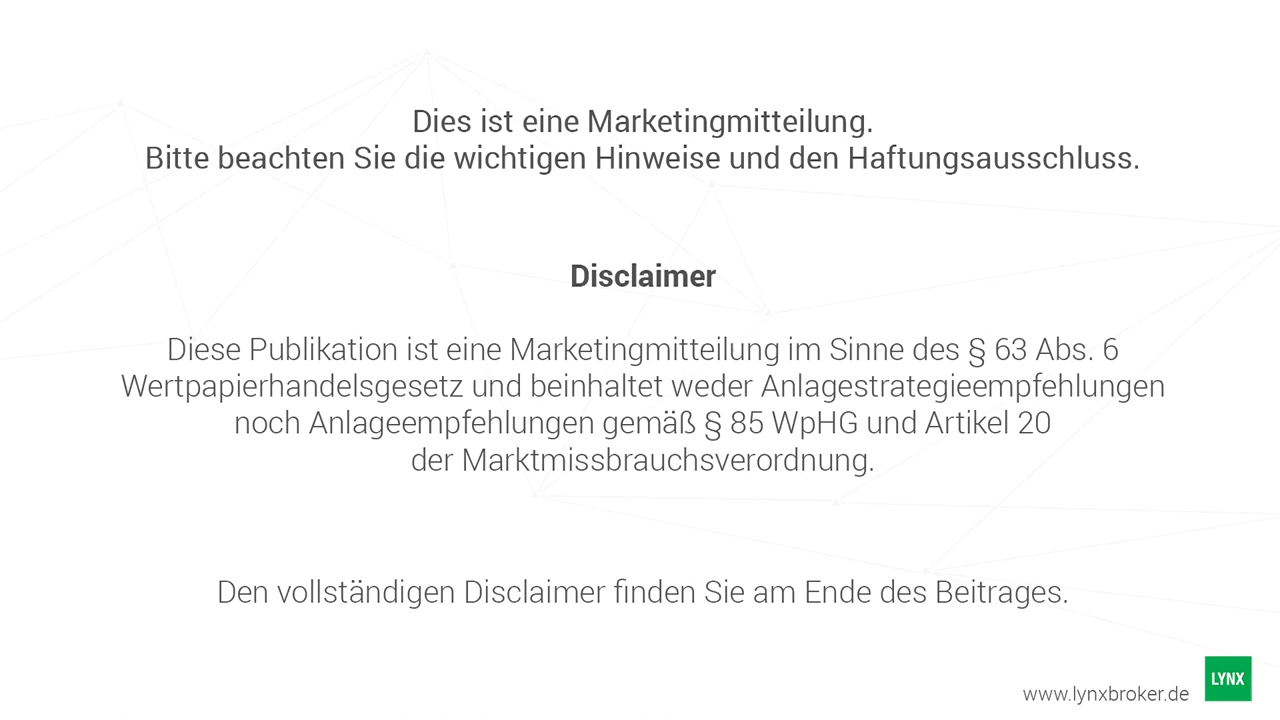 Dies ist eine Marketingmitteilung.
Bitte beachten Sie die wichtigen Hinweise und den Haftungsausschluss.
Disclaimer
Diese Publikation ist eine Marketingmitteilung im Sinne des § 63 Abs. 6
Wertpapierhandelsgesetz und beinhaltet weder Anlagestrategieempfehlungen
noch Anlageempfehlungen gemäß § 85 WpHG und Artikel 20
der Marktmissbrauchsverordnung.
Den vollständigen Disclaimer finden Sie am Ende des Beitrages.
www.lynxbroker.de
LYNX